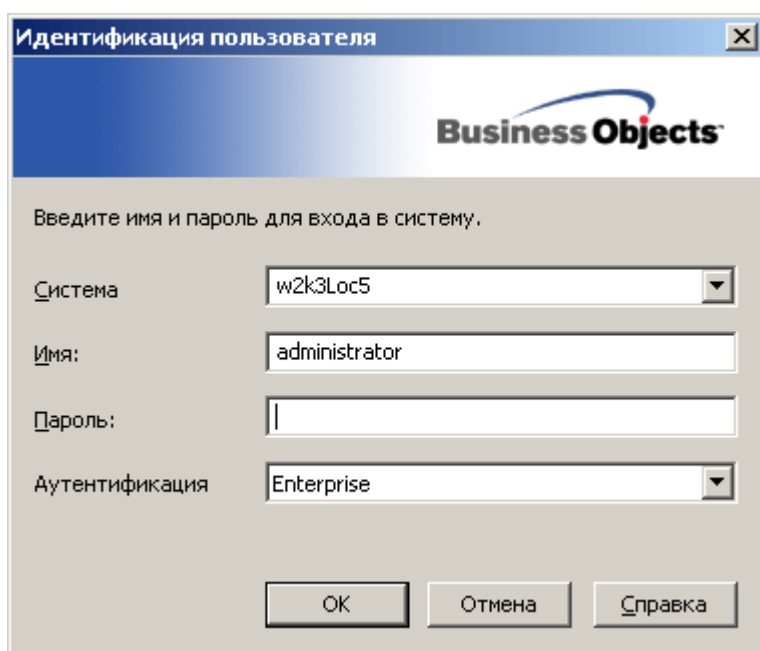 Идентификация пользователя
Business Objects
Введите имя и пароль для входа в систему.
Система
w2k3Loc5
Имя:
administrator
Пароль:
Аутентификация
Enterprise
OK
Отмена
Справка